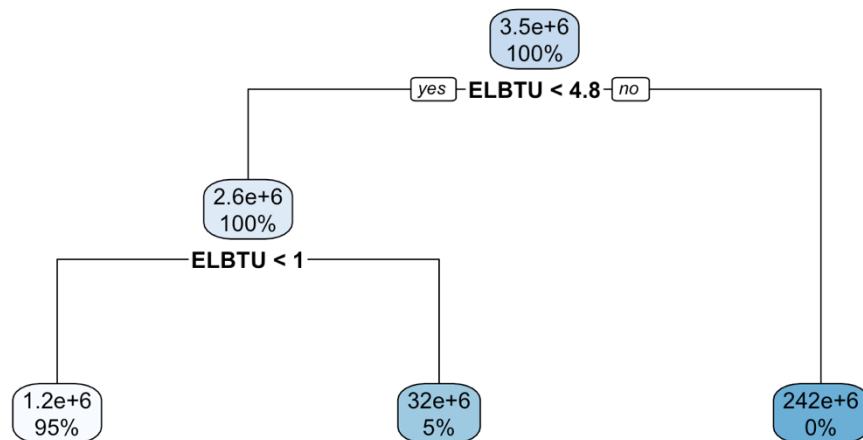 3.5e+6
100%
yes ELBTU < 4.8 no
2.6e+6
100%
ELBTU < 1
1.2e+6
95%
32e+6
5%
242e+6
0%